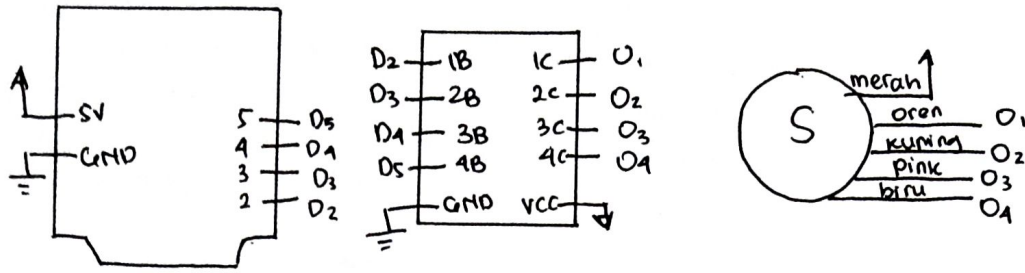 5V
GND
5 D5
4 D4
3 D3
2 D2
D2 1B 1C O1
D3 2B 2C O2
D4 3B 3C O3
D5 4B 4C O4
GND VCC
S
merah
oren O1
kuning O2
pink O3
biru O4